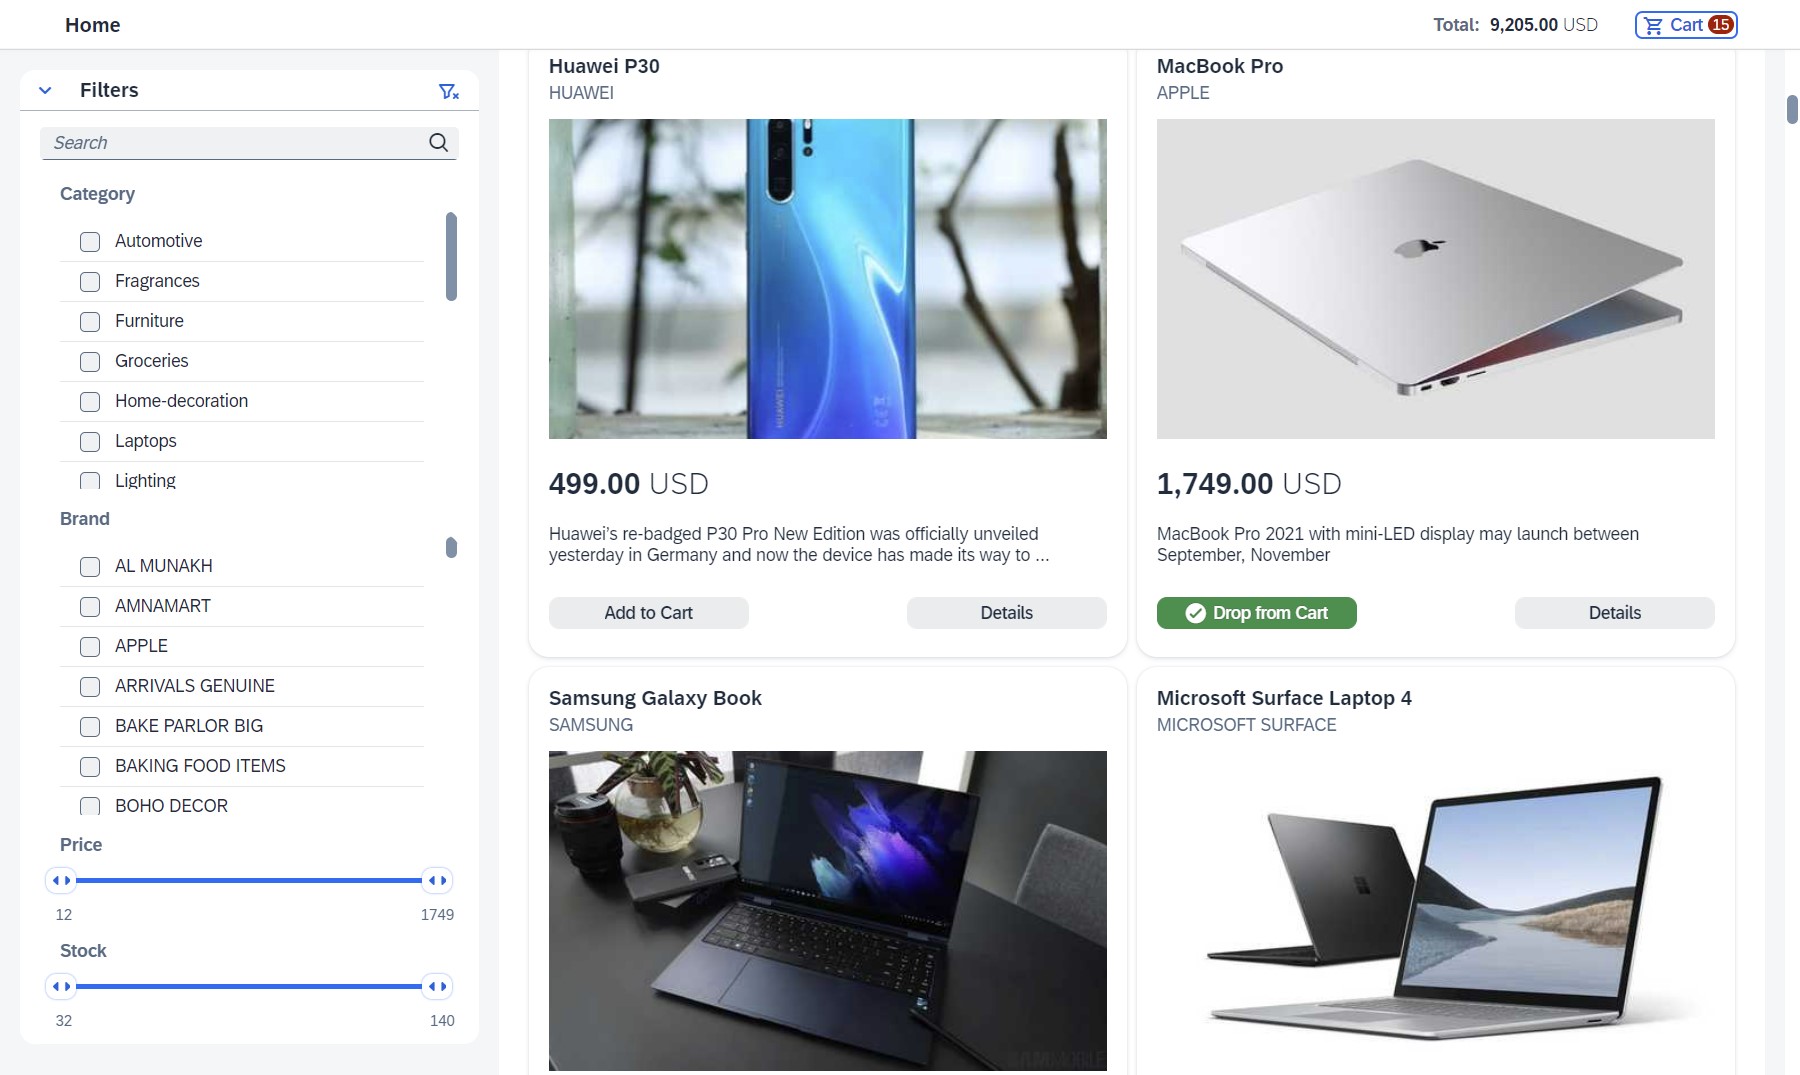 Home
Total: 9,205.00 USD
Cart 15
Filters
Search
Category
Automotive
Fragrances
Furniture
Groceries
Home-decoration
Laptops
Lighting
Brand
AL MUNAKH
AMNAMART
APPLE
ARRIVALS GENUINE
BAKE PARLOR BIG
BAKING FOOD ITEMS
BOHO DECOR
Price
12 1749
Stock
32 140
Huawei P30
HUAWEI
HUAWEI
499.00 USD
Huawei’s re-badged P30 Pro New Edition was officially unveiled
yesterday in Germany and now the device has made its way to ...
Add to Cart Details
MacBook Pro
APPLE
1,749.00 USD
MacBook Pro 2021 with mini-LED display may launch between
September, November
Drop from Cart Details
Samsung Galaxy Book
SAMSUNG
Microsoft Surface Laptop 4
MICROSOFT SURFACE